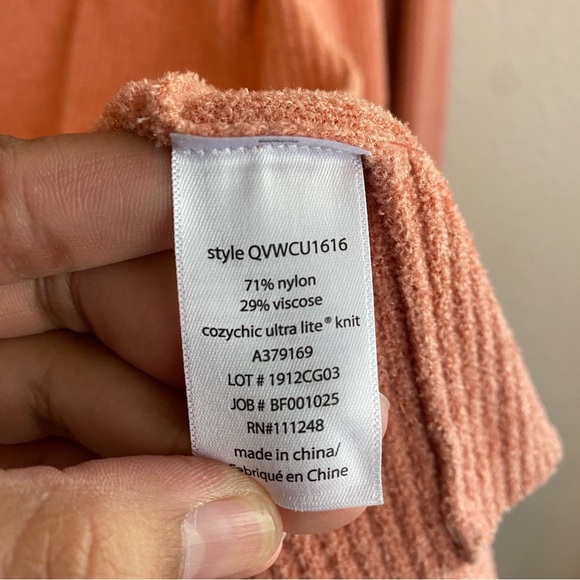 style QVWCU1616
71% nylon
29% viscose
cozychic ultra lite® knit
A379169
LOT # 1912CG03
JOB # BF001025
RN#111248
made in china/
Fabriqué en Chine